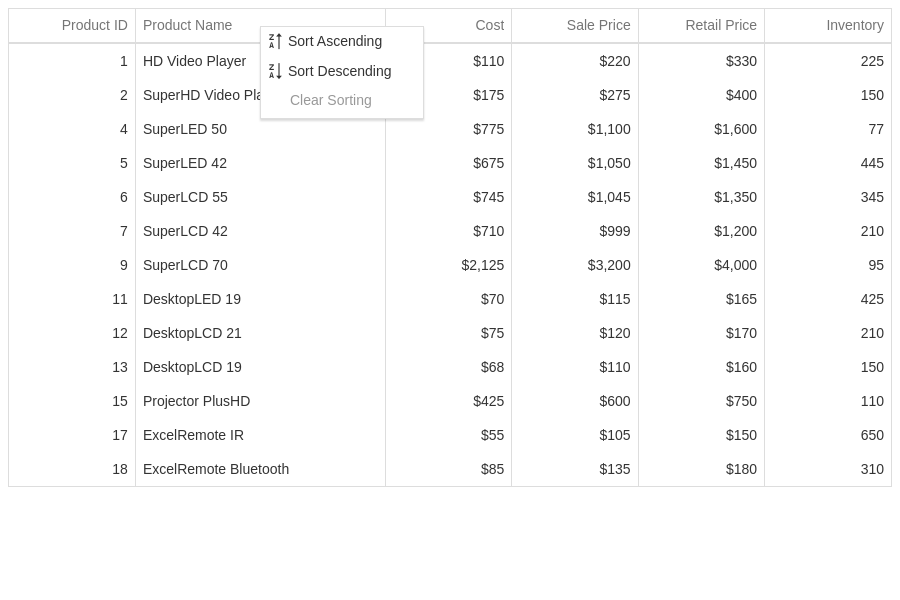 Product ID Product Name Cost Sale Price Retail Price Inventory
Sort Ascending
Sort Descending
Clear Sorting
1 HD Video Player $110 $220 $330 225
2 SuperHD Video Pla $175 $275 $400 150
4 SuperLED 50 $775 $1,100 $1,600 77
5 SuperLED 42 $675 $1,050 $1,450 445
6 SuperLCD 55 $745 $1,045 $1,350 345
7 SuperLCD 42 $710 $999 $1,200 210
9 SuperLCD 70 $2,125 $3,200 $4,000 95
11 DesktopLED 19 $70 $115 $165 425
12 DesktopLCD 21 $75 $120 $170 210
13 DesktopLCD 19 $68 $110 $160 150
15 Projector PlusHD $425 $600 $750 110
17 ExcelRemote IR $55 $105 $150 650
18 ExcelRemote Bluetooth $85 $135 $180 310